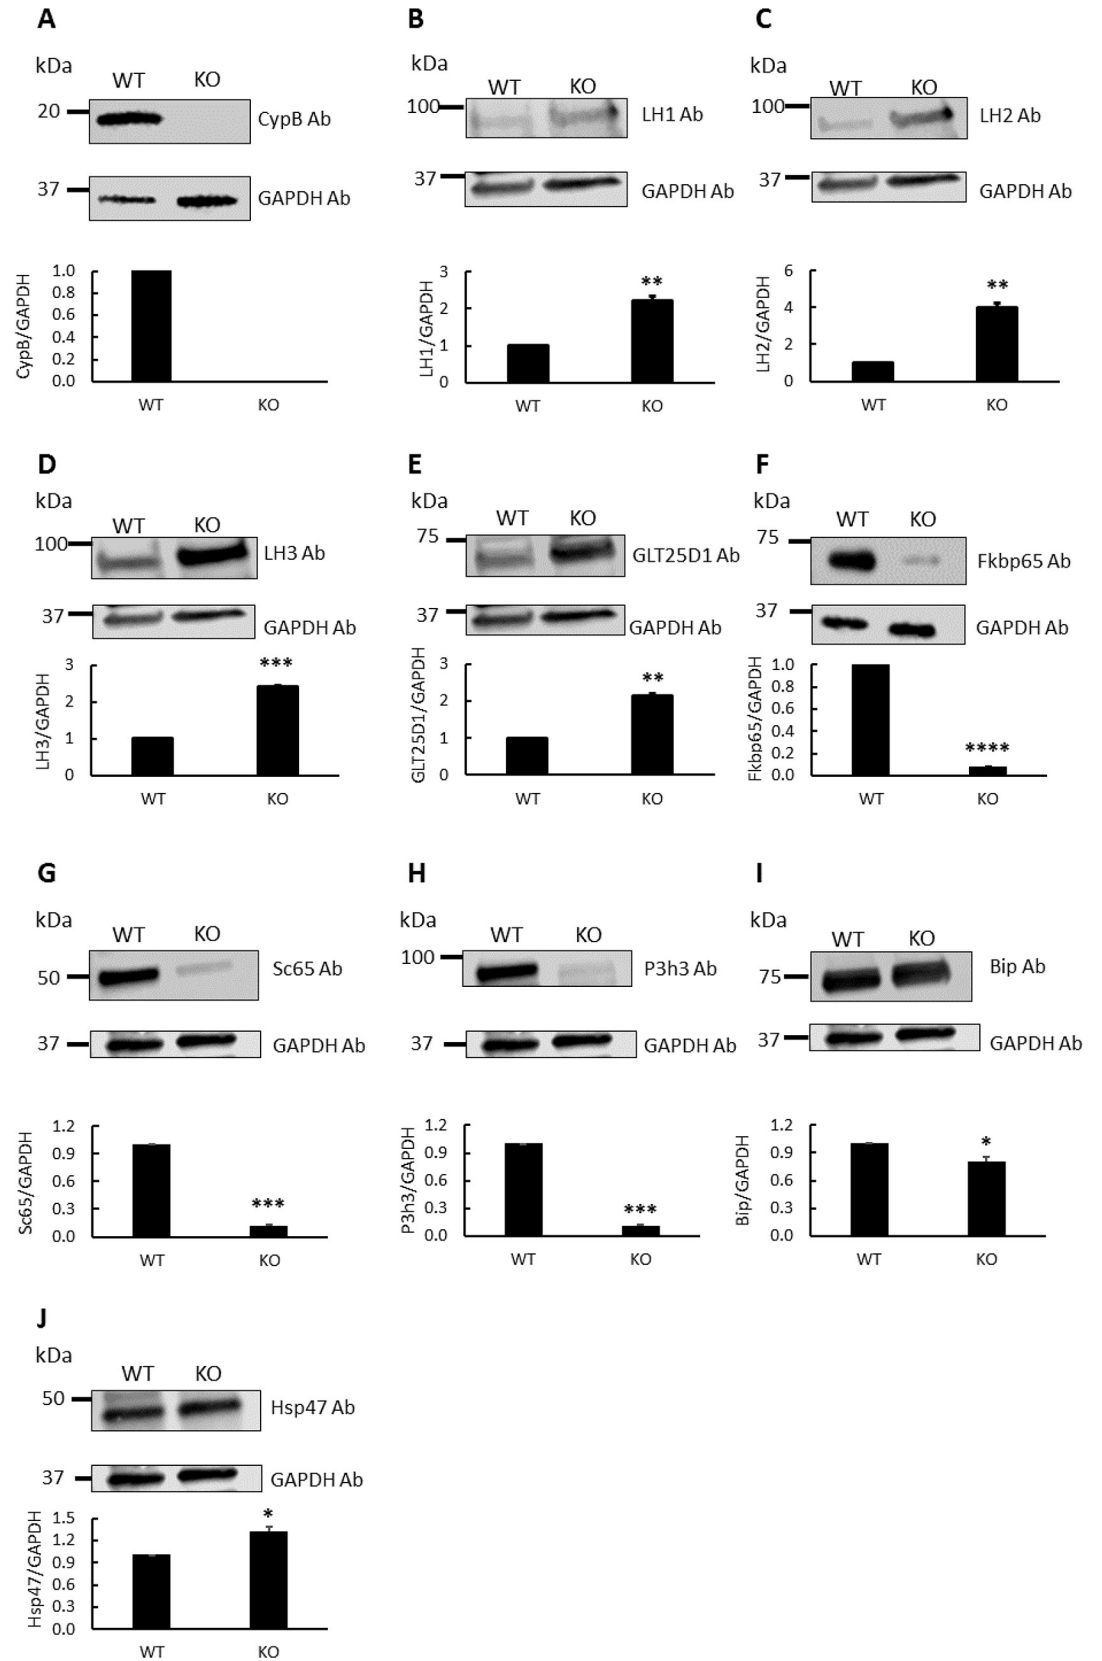 A
kDa
WT KO
20
CypB Ab
37
GAPDH Ab
CypB/GAPDH
1.0
0.8
0.6
0.4
0.2
0.0
WT KO
B
kDa
WT KO
100
LH1 Ab
37
GAPDH Ab
LH1/GAPDH
3
2
1
0
**
WT KO
C
kDa
WT KO
100
LH2 Ab
37
GAPDH Ab
LH2/GAPDH
6
4
2
0
**
WT KO
D
kDa
WT KO
100
LH3 Ab
37
GAPDH Ab
LH3/GAPDH
3
2
1
0
***
WT KO
E
kDa
WT KO
75
GLT25D1 Ab
37
GAPDH Ab
GLT25D1/GAPDH
3
2
1
0
**
WT KO
F
kDa
WT KO
75
Fkbp65 Ab
37
GAPDH Ab
Fkbp65/GAPDH
1.0
0.8
0.6
0.4
0.2
0.0
****
WT KO
G
kDa
WT KO
50
Sc65 Ab
37
GAPDH Ab
Sc65/GAPDH
1.2
0.9
0.6
0.3
0.0
***
WT KO
H
kDa
WT KO
100
P3h3 Ab
37
GAPDH Ab
P3h3/GAPDH
1.2
0.9
0.6
0.3
0.0
***
WT KO
I
kDa
WT KO
75
Bip Ab
37
GAPDH Ab
Bip/GAPDH
1.2
0.9
0.6
0.3
0.0
*
WT KO
J
kDa
WT KO
50
Hsp47 Ab
37
GAPDH Ab
Hsp47/GAPDH
1.5
1.2
0.9
0.6
0.3
0.0
*
WT KO